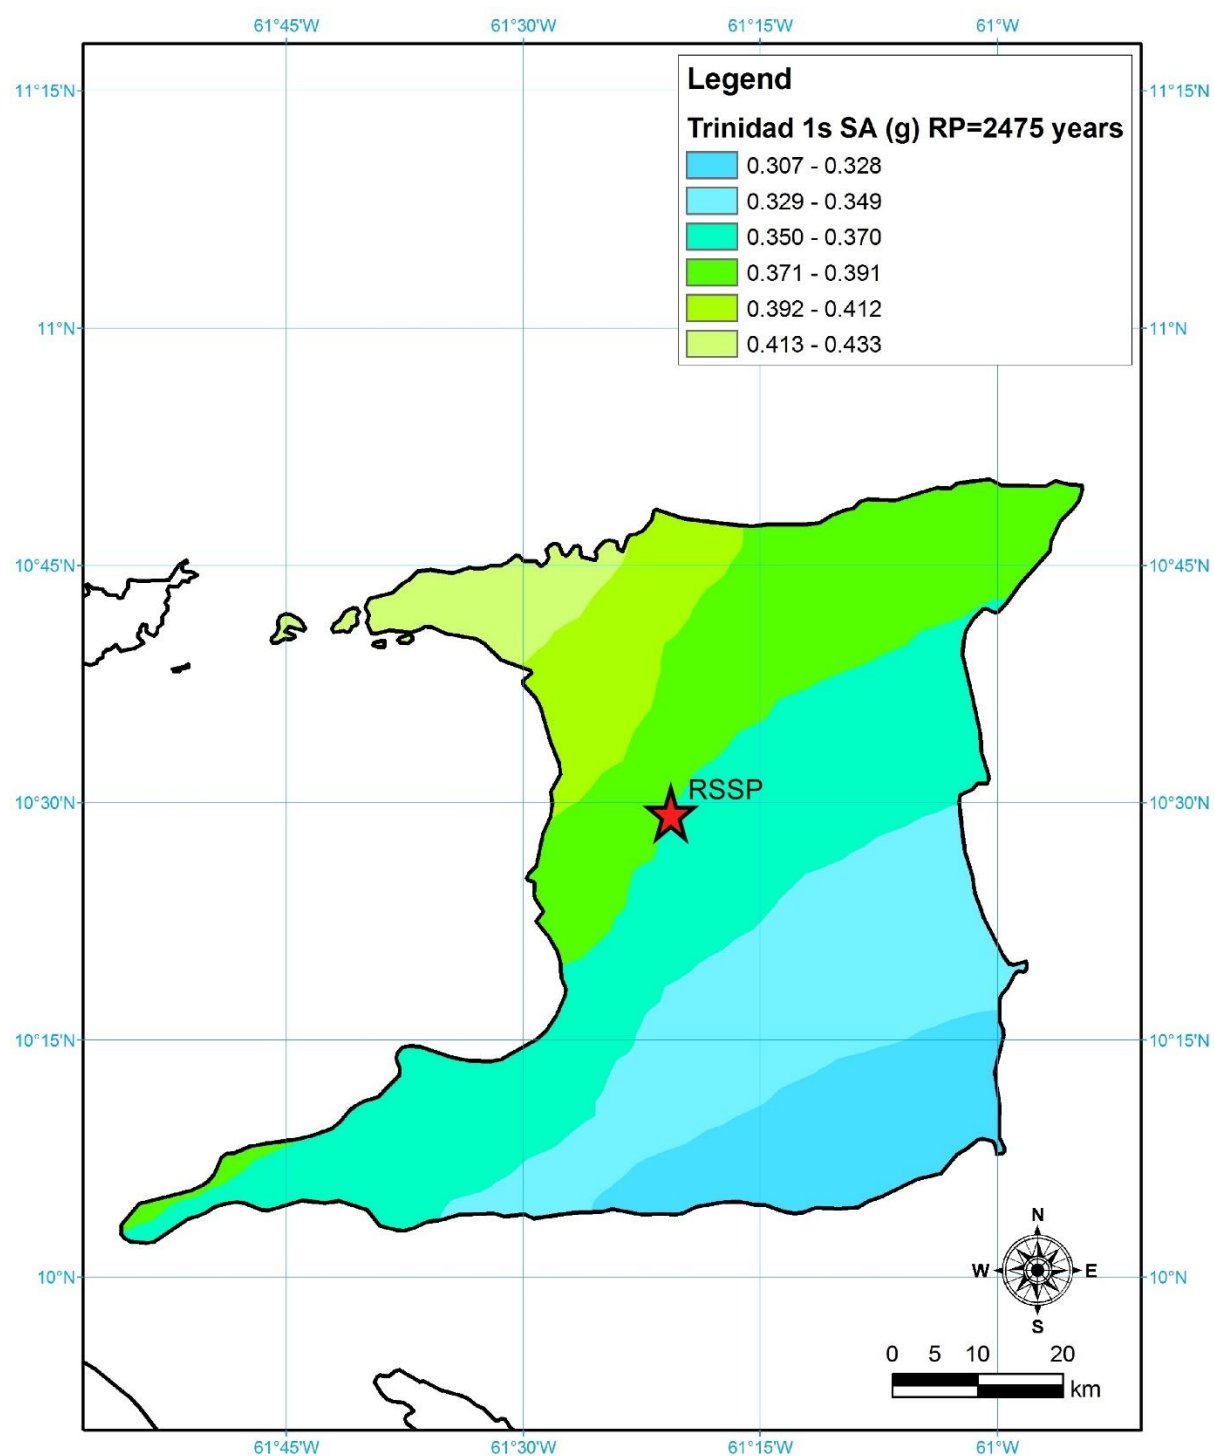 61°45'W 61°30'W 61°15'W 61°W
Legend
11°15'N 11°15'N
Trinidad 1s SA (g) RP=2475 years
0.307 - 0.328
0.329 - 0.349
0.350 - 0.370
0.371 - 0.391
0.392 - 0.412
11°N 11°N
0.413 - 0.433
10°45'N 10°45'N
RSSP
10°30'N 10°30'N
10°15'N 10°15'N
N
10°N W E 10°N
S
0 5 10 20
km
61°45'W 61°30'W 61°15'W 61°W